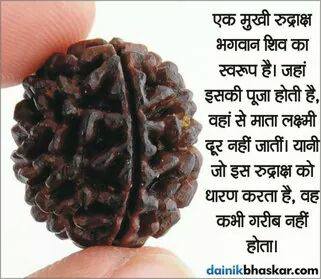 एक मुखी रुद्राक्ष
भगवान शिव का
स्वरूप है। जहां
इसकी पूजा होती है,
वहां से माता लक्ष्मी
दूर नहीं जातीं। यानी
जो इस रुद्राक्ष को
धारण करता है, वह
कभी गरीब नहीं
होता।
dainikbhaskar.com